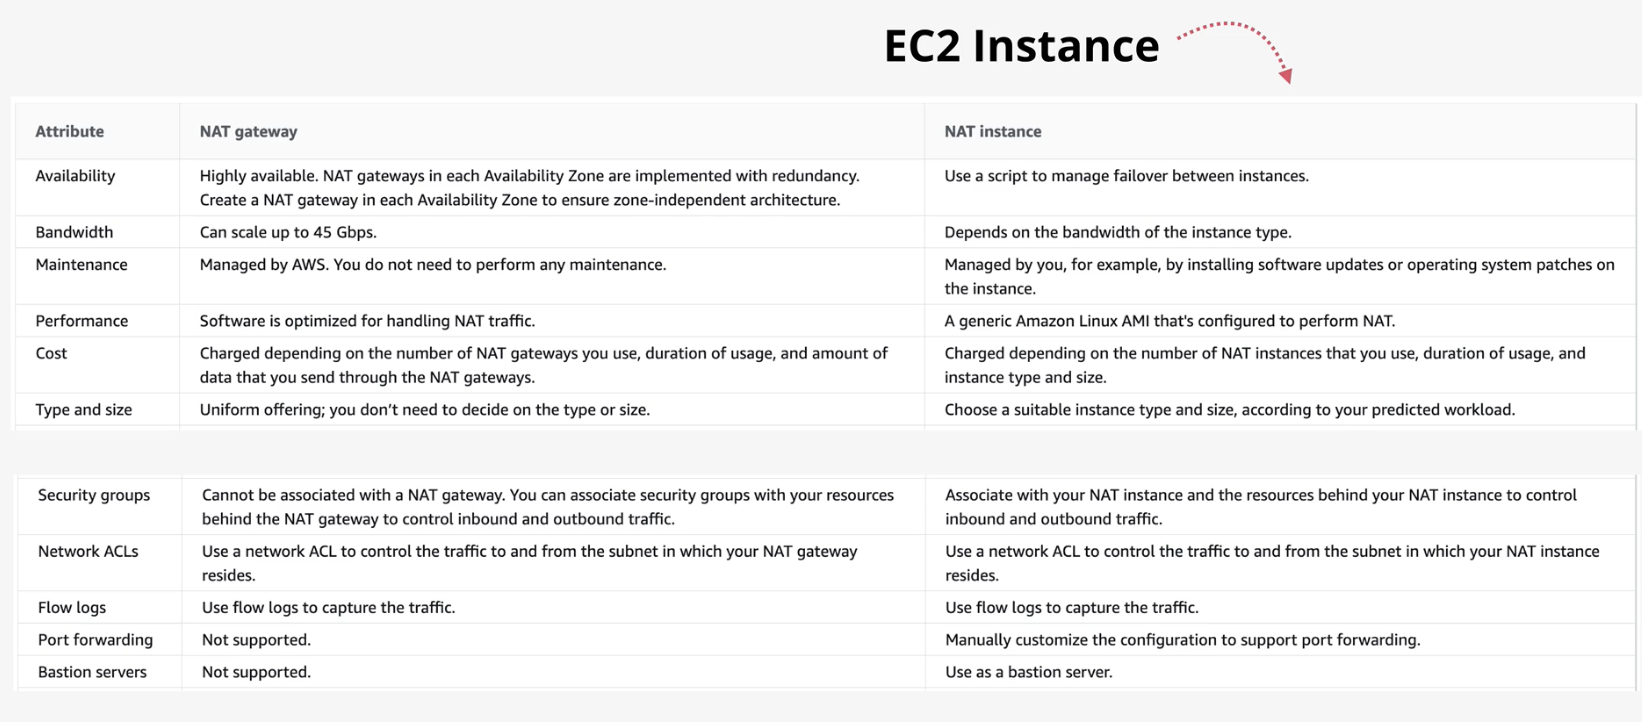 EC2 Instance
Attribute
NAT gateway
NAT instance
Availability
Highly available. NAT gateways in each Availability Zone are implemented with redundancy.
Create a NAT gateway in each Availability Zone to ensure zone-independent architecture.
Use a script to manage failover between instances.
Bandwidth
Can scale up to 45 Gbps.
Depends on the bandwidth of the instance type.
Maintenance
Managed by AWS. You do not need to perform any maintenance.
Managed by you, for example, by installing software updates or operating system patches on
the instance.
Performance
Software is optimized for handling NAT traffic.
A generic Amazon Linux AMI that's configured to perform NAT.
Cost
Charged depending on the number of NAT gateways you use, duration of usage, and amount of
data that you send through the NAT gateways.
Charged depending on the number of NAT instances that you use, duration of usage, and
instance type and size.
Type and size
Uniform offering; you don’t need to decide on the type or size.
Choose a suitable instance type and size, according to your predicted workload.
Security groups
Cannot be associated with a NAT gateway. You can associate security groups with your resources
behind the NAT gateway to control inbound and outbound traffic.
Associate with your NAT instance and the resources behind your NAT instance to control
inbound and outbound traffic.
Network ACLs
Use a network ACL to control the traffic to and from the subnet in which your NAT gateway
resides.
Use a network ACL to control the traffic to and from the subnet in which your NAT instance
resides.
Flow logs
Use flow logs to capture the traffic.
Use flow logs to capture the traffic.
Port forwarding
Not supported.
Manually customize the configuration to support port forwarding.
Bastion servers
Not supported.
Use as a bastion server.